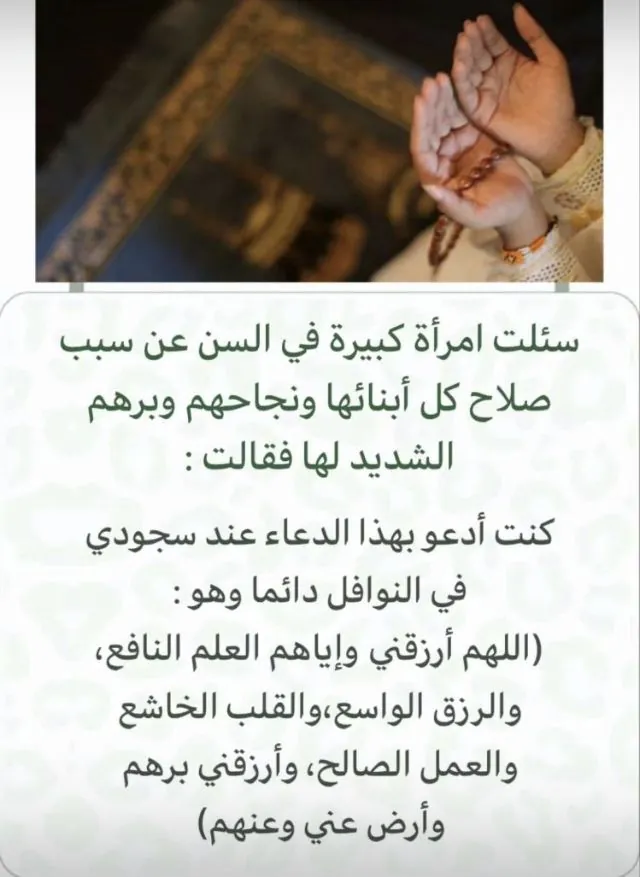 سئلت امرأة كبيرة في السن عن سبب
صلاح كل أبنائها ونجاحهم وبرهم
الشديد لها فقالت :
كنت أدعو بهذا الدعاء عند سجودي
في النوافل دائما وهو :
(اللهم أرزقني وإياهم العلم النافع،
والرزق الواسع،والقلب الخاشع
والعمل الصالح، وأرزقني برهم
وأرض عني وعنهم)